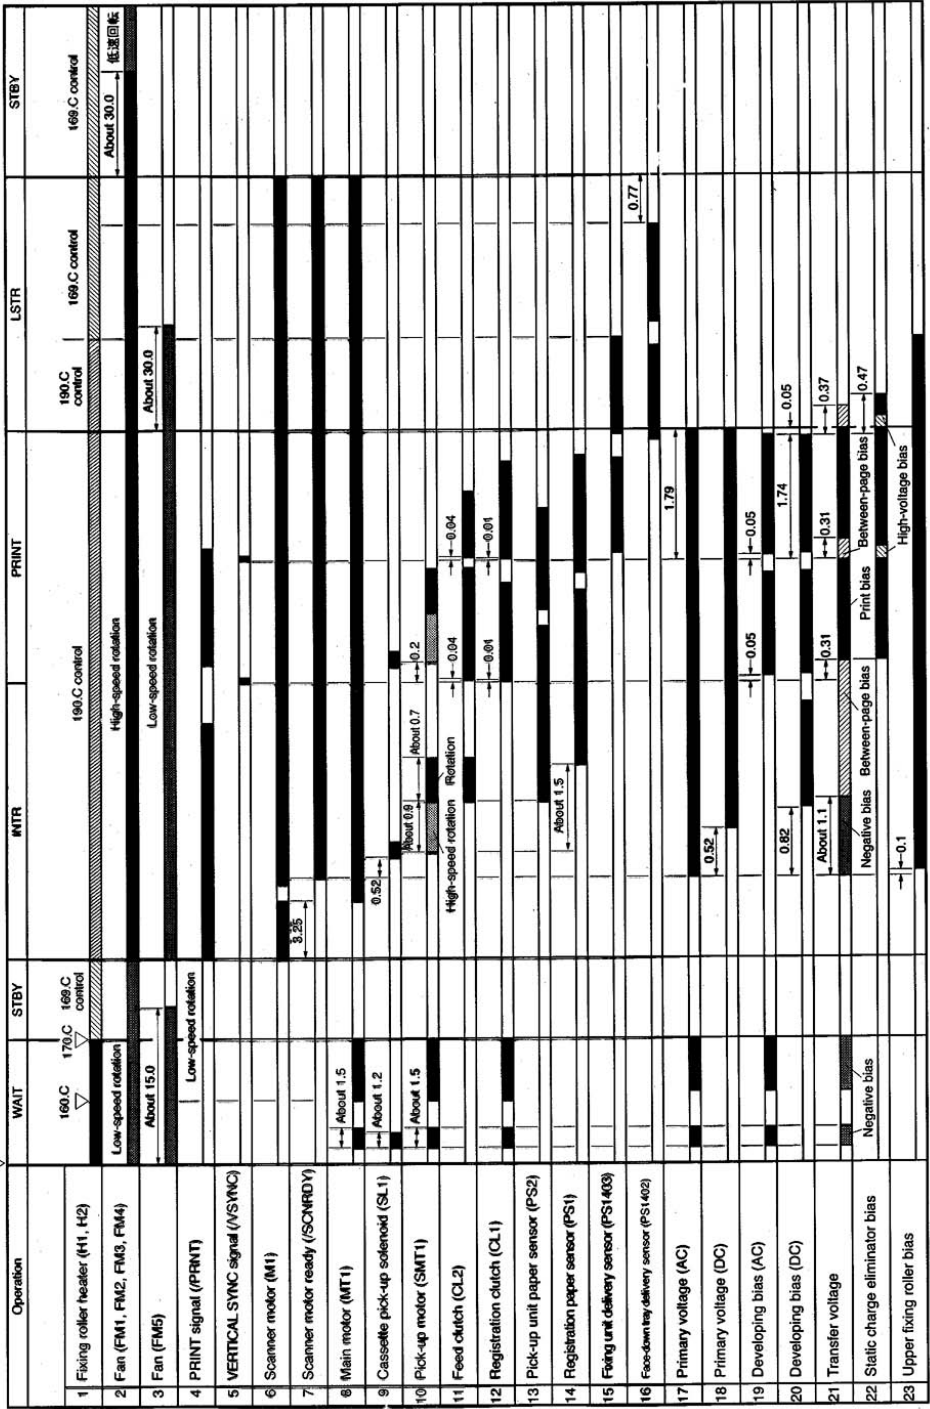 Operation
WAIT
STBY
INTR
PRINT
LSTR
STBY
1 Fixing roller heater (H1, H2)
160.C
170.C
169.C control
190.C control
190.C control
169.C control
169.C control
2 Fan (FM1, FM2, FM3, FM4)
Low-speed rotation
High-speed rotation
About 30.0
低速回転
3 Fan (FM5)
About 15.0
Low-speed rotation
About 30.0
4 PRINT signal (/PRINT)
Low-speed rotation
5 VERTICAL SYNC signal (/VSYNC)
6 Scanner motor (M1)
7 Scanner motor ready (/SCNRDY)
3.25
8 Main motor (MT1)
About 1.5
9 Cassette pick-up solenoid (SL1)
About 1.2
0.52
10 Pick-up motor (SMT1)
About 1.5
About 0.9
About 0.7
0.2
11 Feed clutch (CL2)
High-speed rotation
Rotation
0.04
0.04
12 Registration clutch (CL1)
0.01
0.01
13 Pick-up unit paper sensor (PS2)
14 Registration paper sensor (PS1)
About 1.5
15 Fixing unit delivery sensor (PS1403)
16 Face-down tray delivery sensor (PS1402)
0.77
17 Primary voltage (AC)
1.79
18 Primary voltage (DC)
0.52
19 Developing bias (AC)
0.05
0.05
20 Developing bias (DC)
0.82
1.74
0.05
21 Transfer voltage
About 1.1
0.31
0.31
0.37
22 Static charge eliminator bias
Negative bias
Negative bias
Between-page bias
Print bias
Between-page bias
0.47
23 Upper fixing roller bias
0.1
High-voltage bias